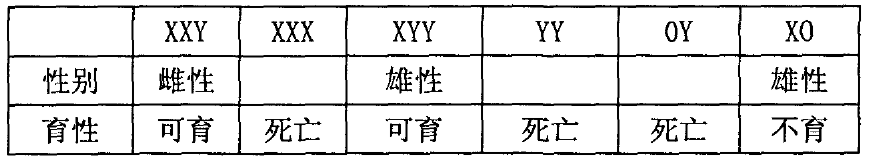 XXY XXX XYY YY OY XO
性别 雌性 雄性 雄性
育性 可育 死亡 可育 死亡 死亡 不育